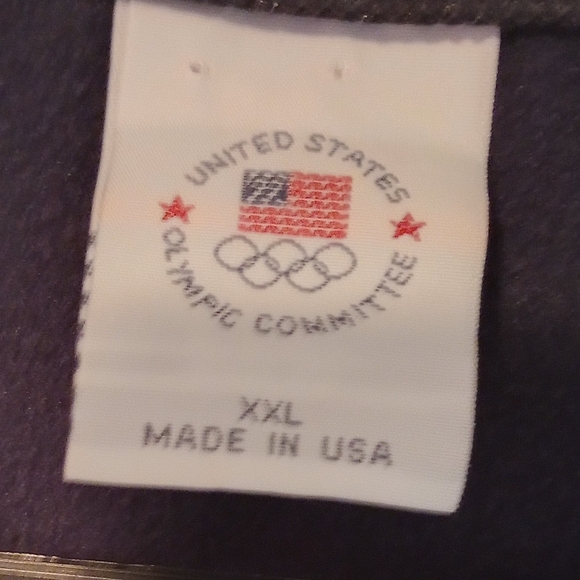 UNITED STATES
OLYMPIC COMMITTEE
XXL
MADE IN USA